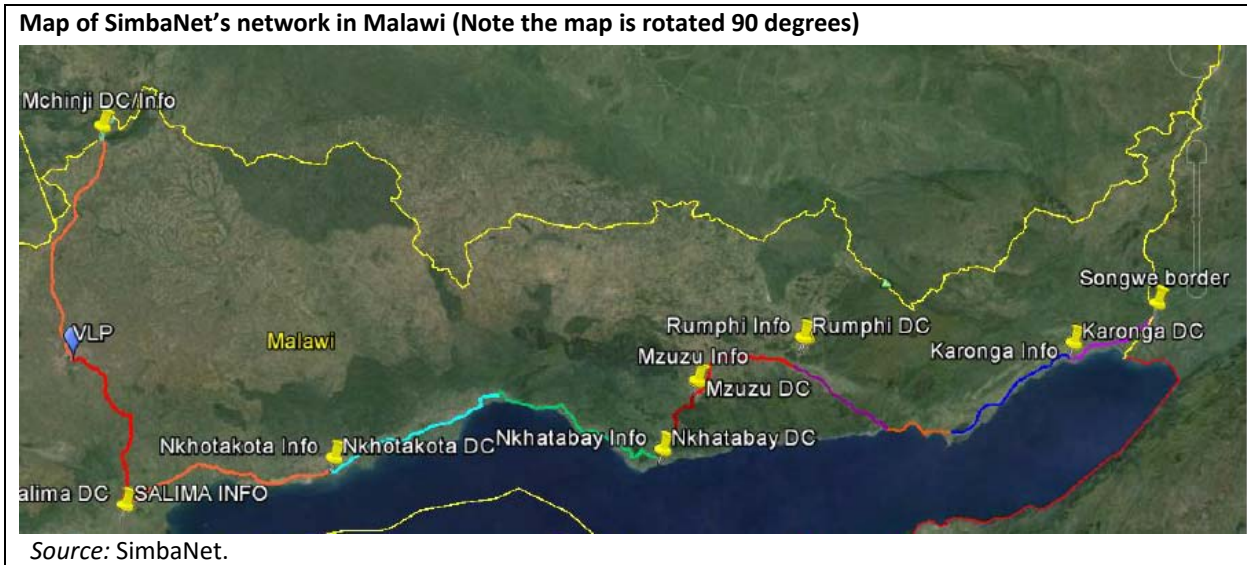 Map of SimbaNet’s network in Malawi (Note the map is rotated 90 degrees)
Mchinji DC/Info
Songwe border
VLP
Malawi
Rumphi Info Rumphi DC
Karonga DC
Karonga Info
Mzuzu Info
Mzuzu DC
Nkhotakota Info Nkhotakota DC
Nkhatabay Info Nkhatabay DC
alima DC SALIMA INFO
Source: SimbaNet.